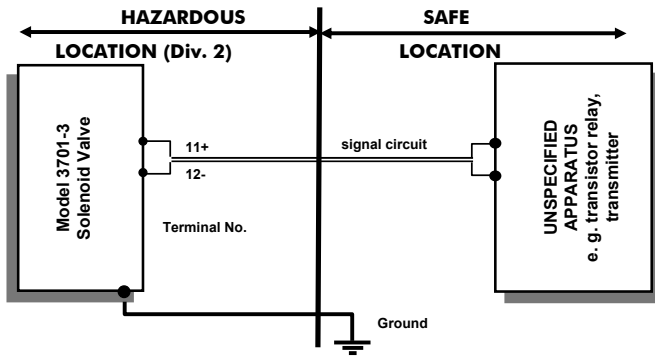 HAZARDOUS
LOCATION (Div. 2)
SAFE
LOCATION
Model 3701-3
Solenoid Valve
11+
12-
Terminal No.
signal circuit
UNSPECIFIED
APPARATUS
e. g. transistor relay,
transmitter
Ground